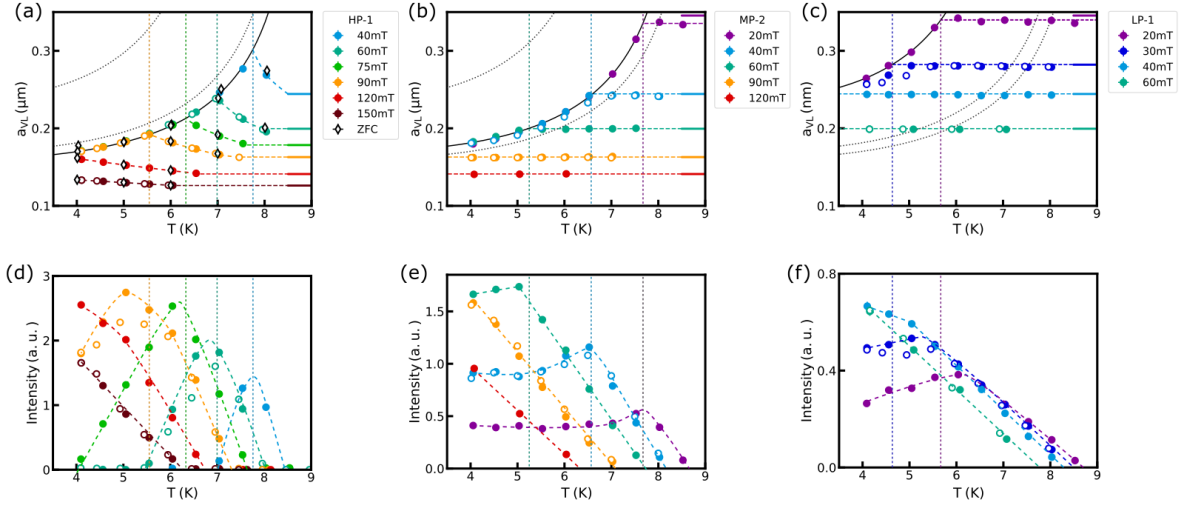 (a)
a_VL (μm)
0.3
0.2
0.1
4 5 6 7 8 9
T (K)
HP-1
40mT
60mT
75mT
90mT
120mT
150mT
ZFC
(b)
a_VL (μm)
0.3
0.2
0.1
4 5 6 7 8 9
T (K)
MP-2
20mT
40mT
60mT
90mT
120mT
(c)
a_VL (nm)
0.3
0.2
0.1
4 5 6 7 8 9
T (K)
LP-1
20mT
30mT
40mT
60mT
(d)
Intensity (a. u.)
3
2
1
0
4 5 6 7 8 9
T (K)
(e)
Intensity (a. u.)
1.5
1.0
0.5
0.0
4 5 6 7 8 9
T (K)
(f)
Intensity (a. u.)
0.8
0.4
0.0
4 5 6 7 8 9
T (K)